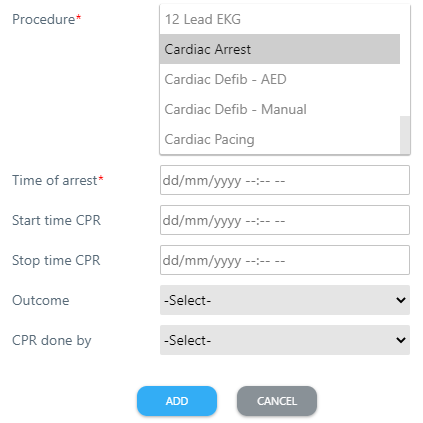 Procedure*
12 Lead EKG
Cardiac Arrest
Cardiac Defib - AED
Cardiac Defib - Manual
Cardiac Pacing
Time of arrest* dd/mm/yyyy --:-- --
Start time CPR dd/mm/yyyy --:-- --
Stop time CPR dd/mm/yyyy --:-- --
Outcome -Select-
CPR done by -Select-
ADD CANCEL